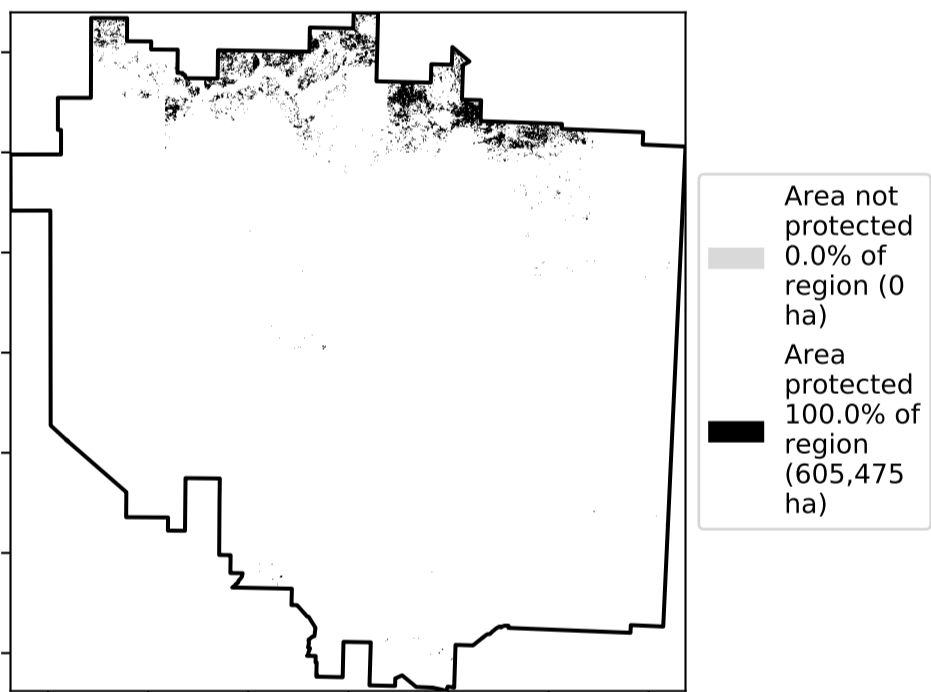 Area not
protected
0.0% of
region (0
ha)
Area
protected
100.0% of
region
(605,475
ha)